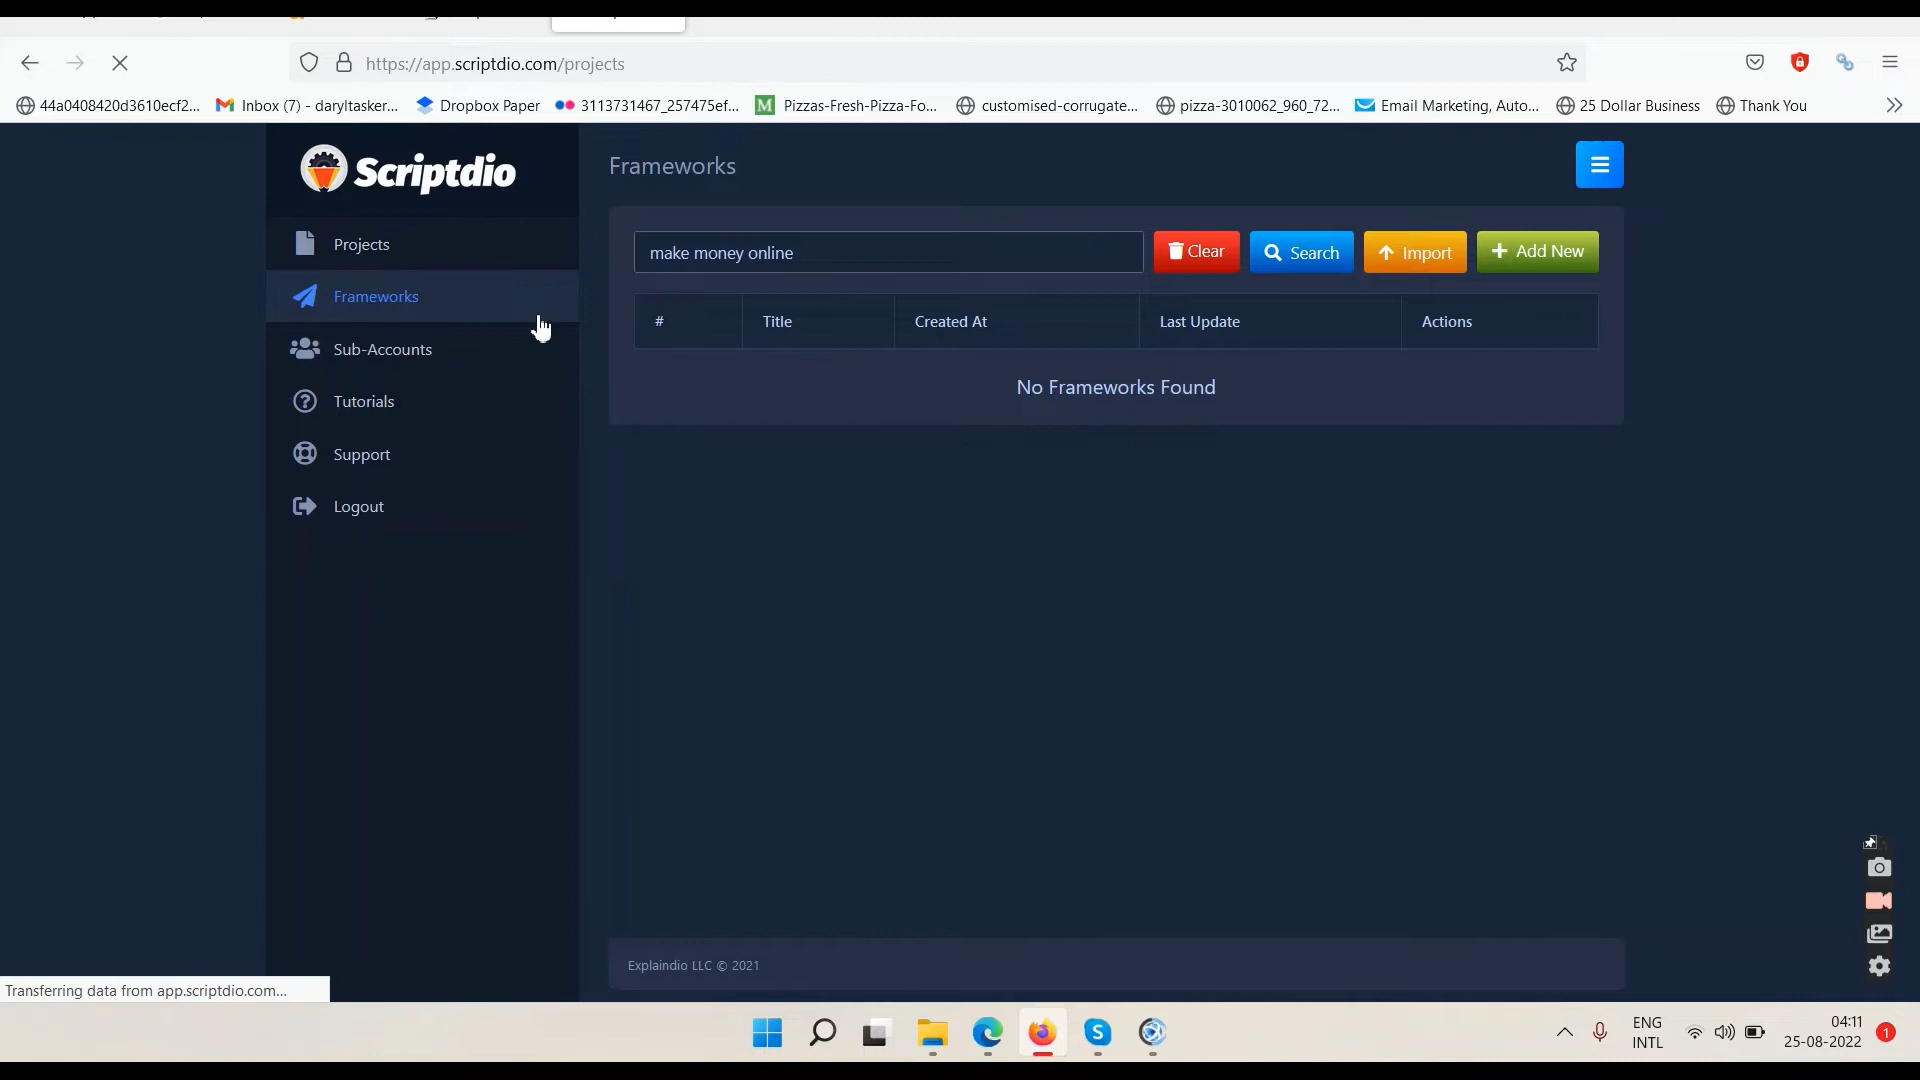 https://app.scriptdio.com/projects
44a0408420d3610ecf2... Inbox (7) - daryltasker... Dropbox Paper 3113731467_257475ef... M Pizzas-Fresh-Pizza-Fo... customised-corrugate... pizza-3010062_960_72... Email Marketing, Auto... 25 Dollar Business Thank You
Scriptdio
Frameworks
Projects
Frameworks
Sub-Accounts
Tutorials
Support
Logout
make money online Clear Search Import Add New
# Title Created At Last Update Actions
No Frameworks Found
Explaindio LLC © 2021
Transferring data from app.scriptdio.com...
S
ENG
INTL
04:11
25-08-2022
1